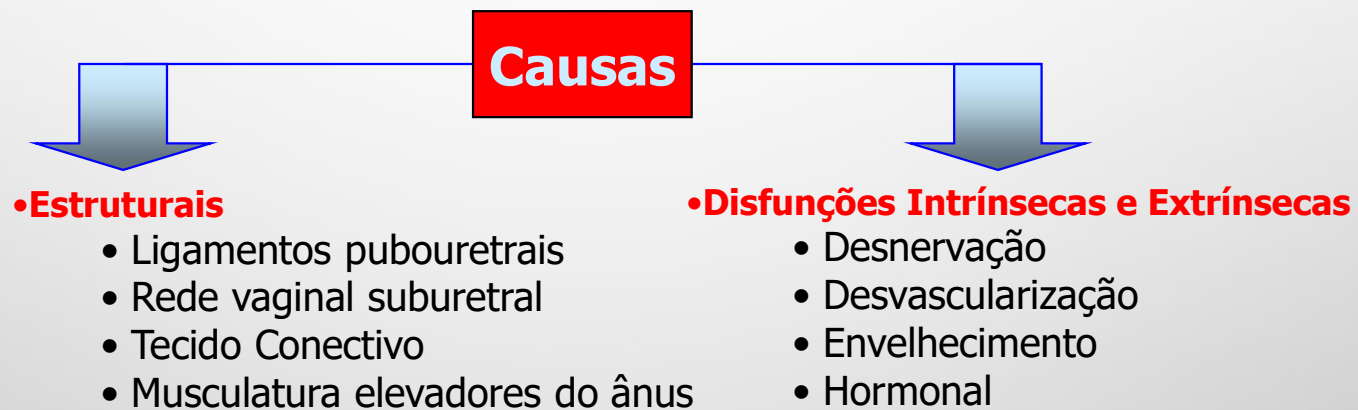 Causas
•Estruturais
• Ligamentos pubouretrais
• Rede vaginal suburetral
• Tecido Conectivo
• Musculatura elevadores do ânus
•Disfunções Intrínsecas e Extrínsecas
• Desnervação
• Desvascularização
• Envelhecimento
• Hormonal